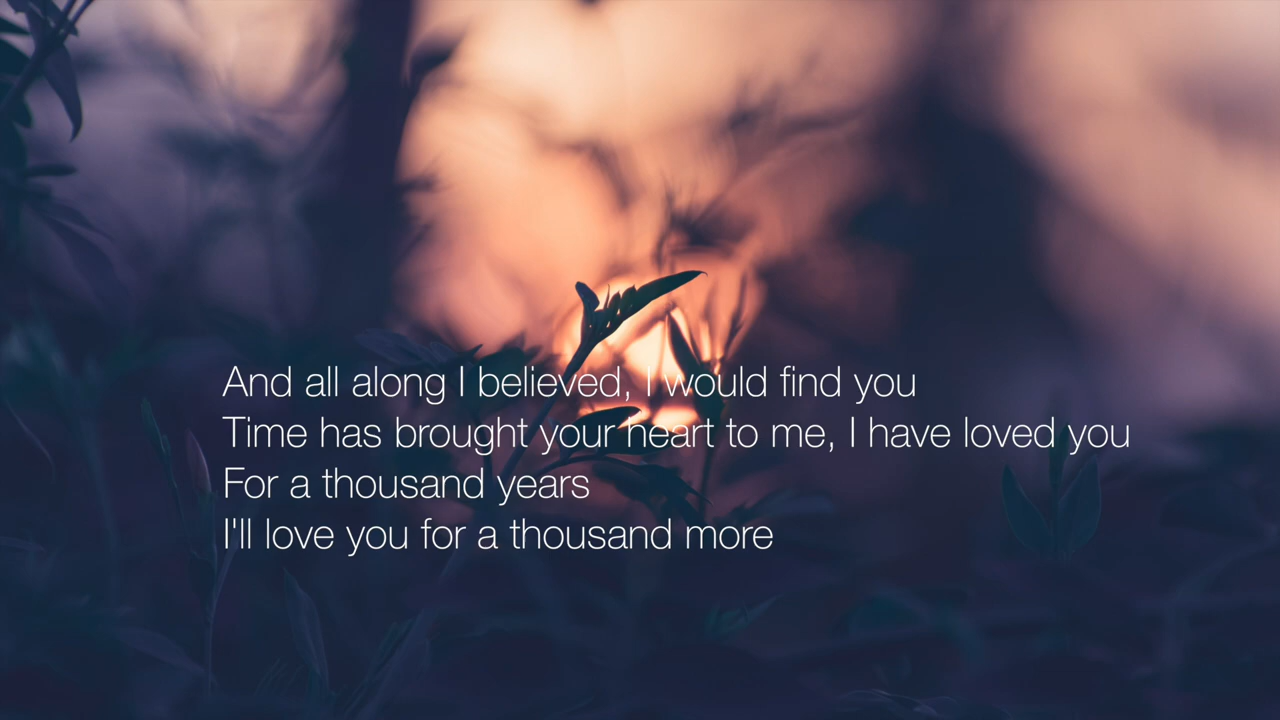 And all along I believed, I would find you
Time has brought your heart to me, I have loved you
For a thousand years
I'll love you for a thousand more